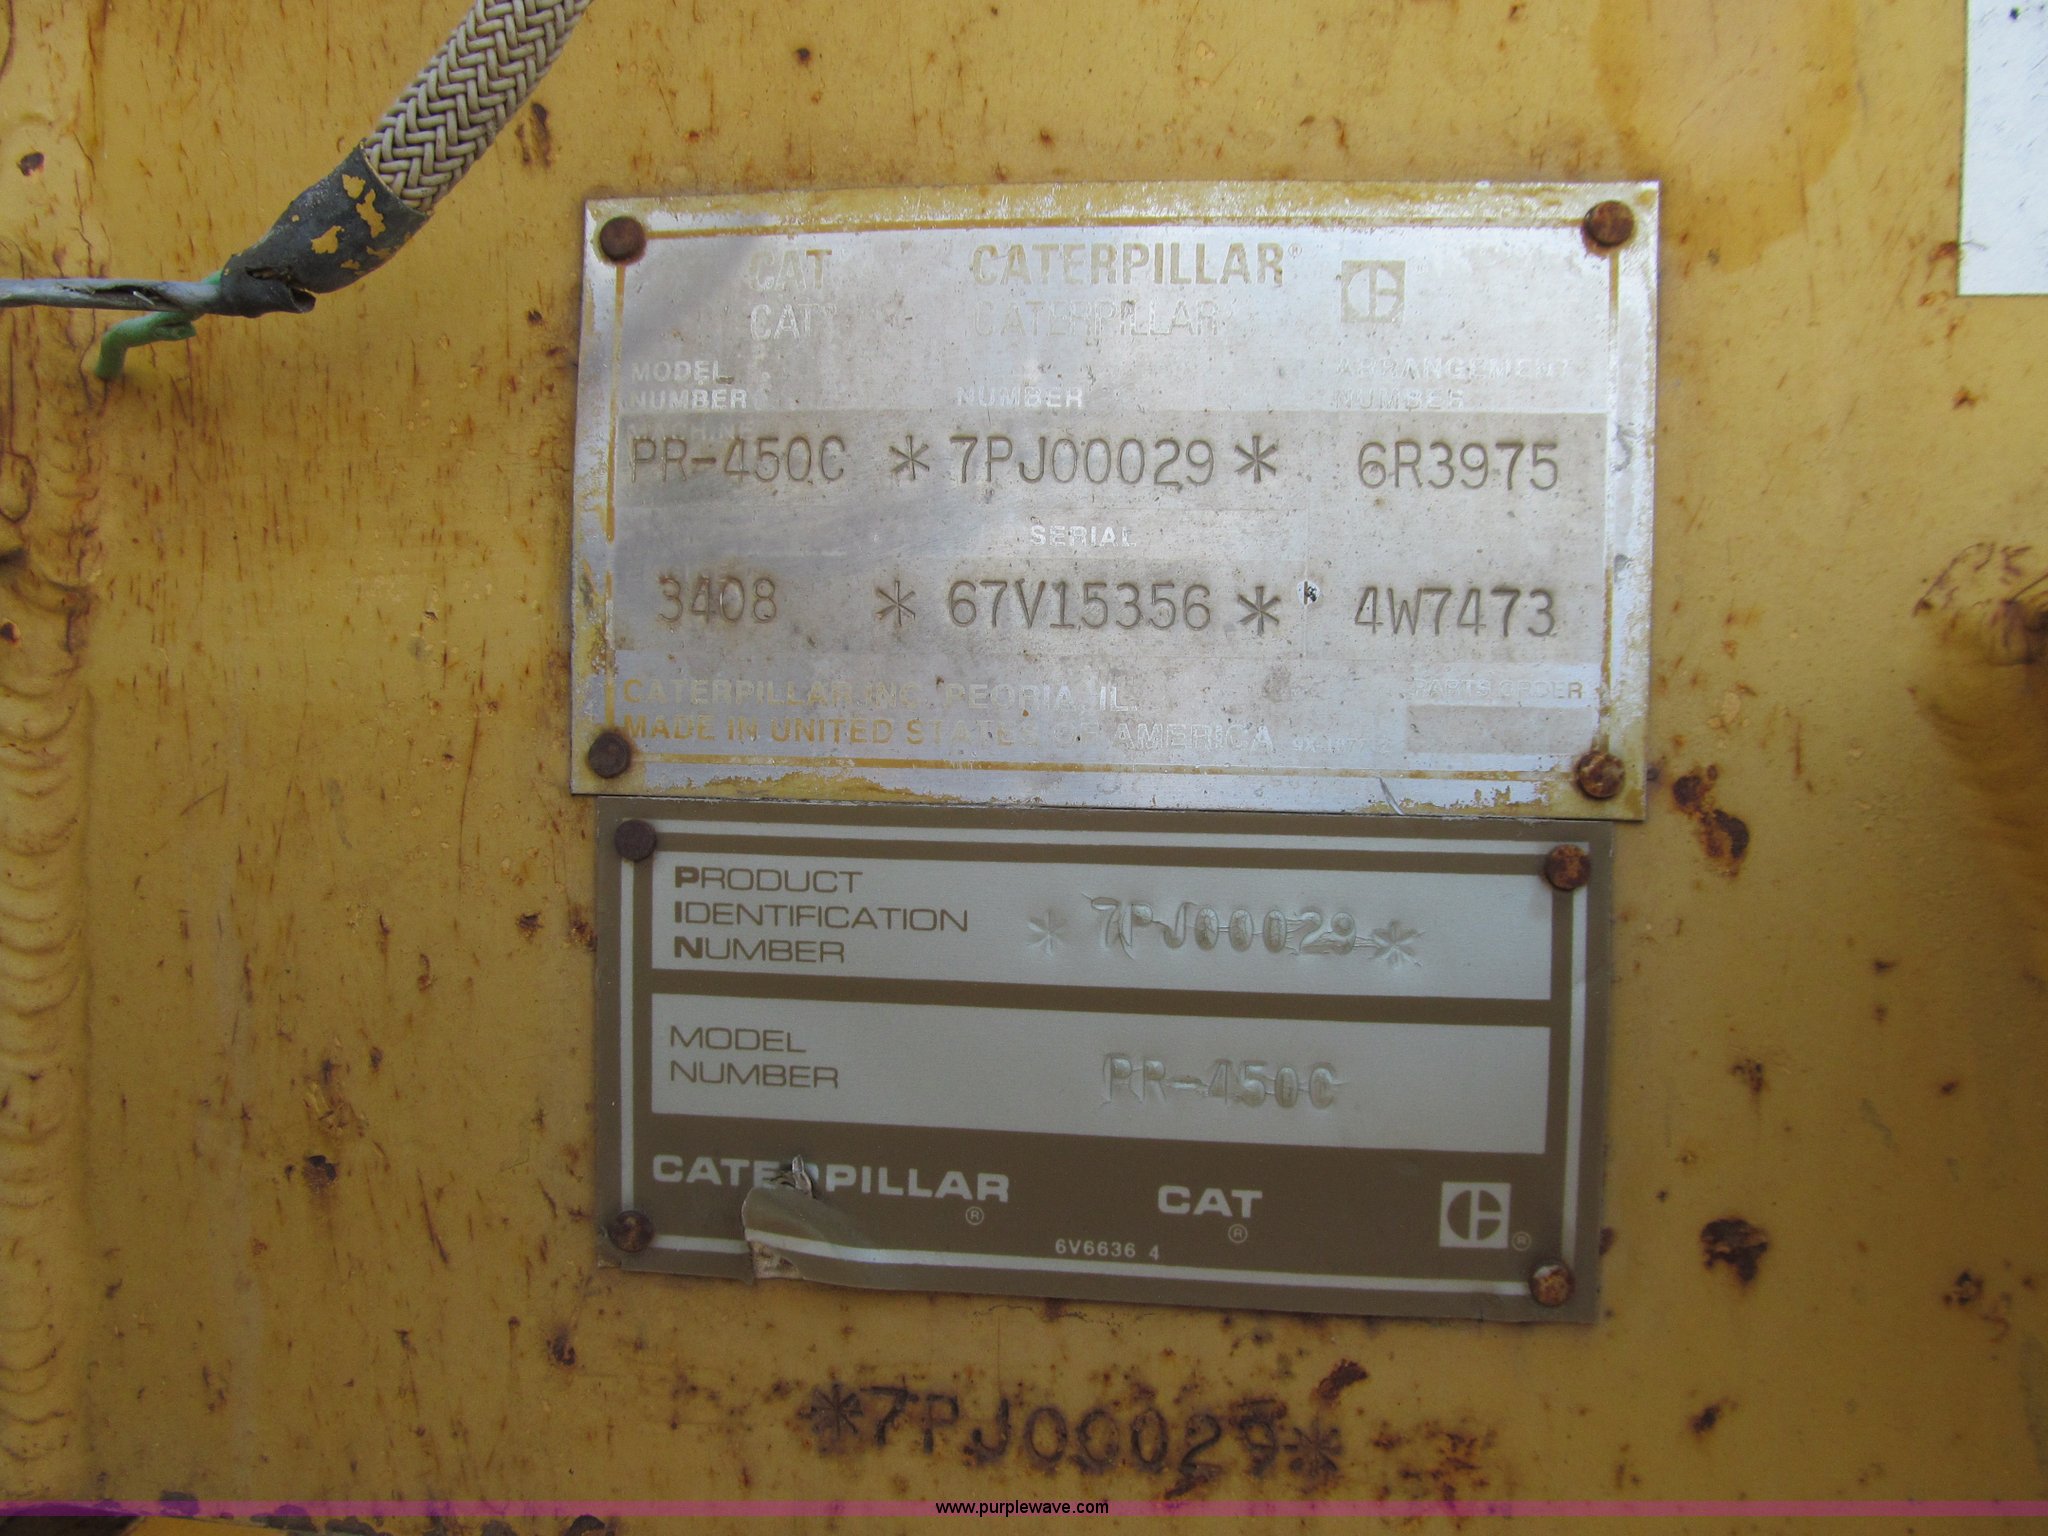 CAT CATERPILLAR®
CAT CATERPILLAR
MODEL ARRANGEMENT
NUMBER NUMBER NUMBER
PR-450C *7PJ00029* 6R3975
SERIAL
3408 *67V15356* 4W7473
CATERPILLAR INC. PEORIA, IL. PARTS ORDER
MADE IN UNITED STATES OF AMERICA
PRODUCT
IDENTIFICATION
NUMBER
*7PJ00029*
MODEL
NUMBER
PR-450C
CATERPILLAR® CAT®
6V6636 4
*7PJ00029*
www.purplewave.com